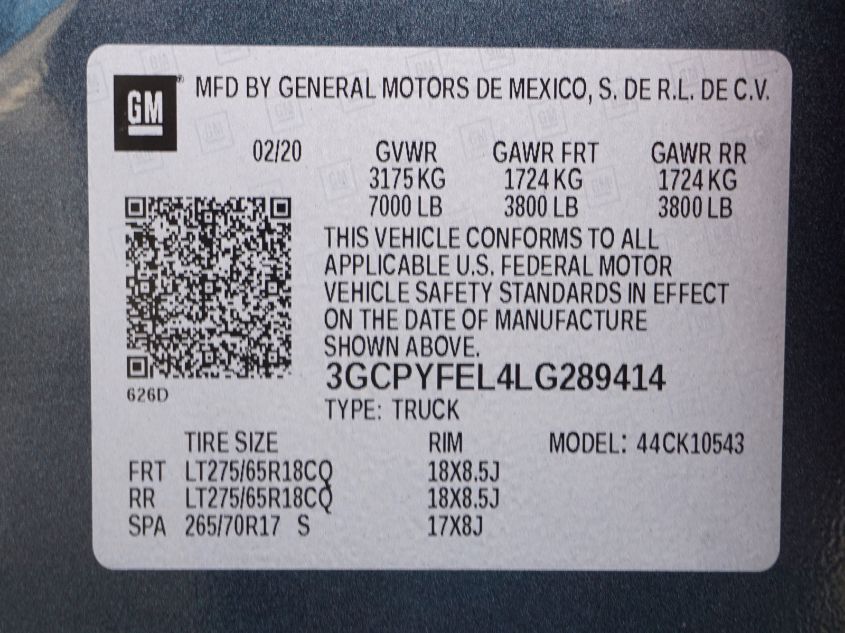 GM® MFD BY GENERAL MOTORS DE MEXICO, S. DE R.L. DE C.V.
02/20 GVWR GAWR FRT GAWR RR
3175 KG 1724 KG 1724 KG
7000 LB 3800 LB 3800 LB
THIS VEHICLE CONFORMS TO ALL
APPLICABLE U.S. FEDERAL MOTOR
VEHICLE SAFETY STANDARDS IN EFFECT
ON THE DATE OF MANUFACTURE
SHOWN ABOVE.
3GCPYFEL4LG289414
626D
TYPE: TRUCK
TIRE SIZE RIM MODEL: 44CK10543
FRT LT275/65R18CQ 18X8.5J
RR LT275/65R18CQ 18X8.5J
SPA 265/70R17 S 17X8J